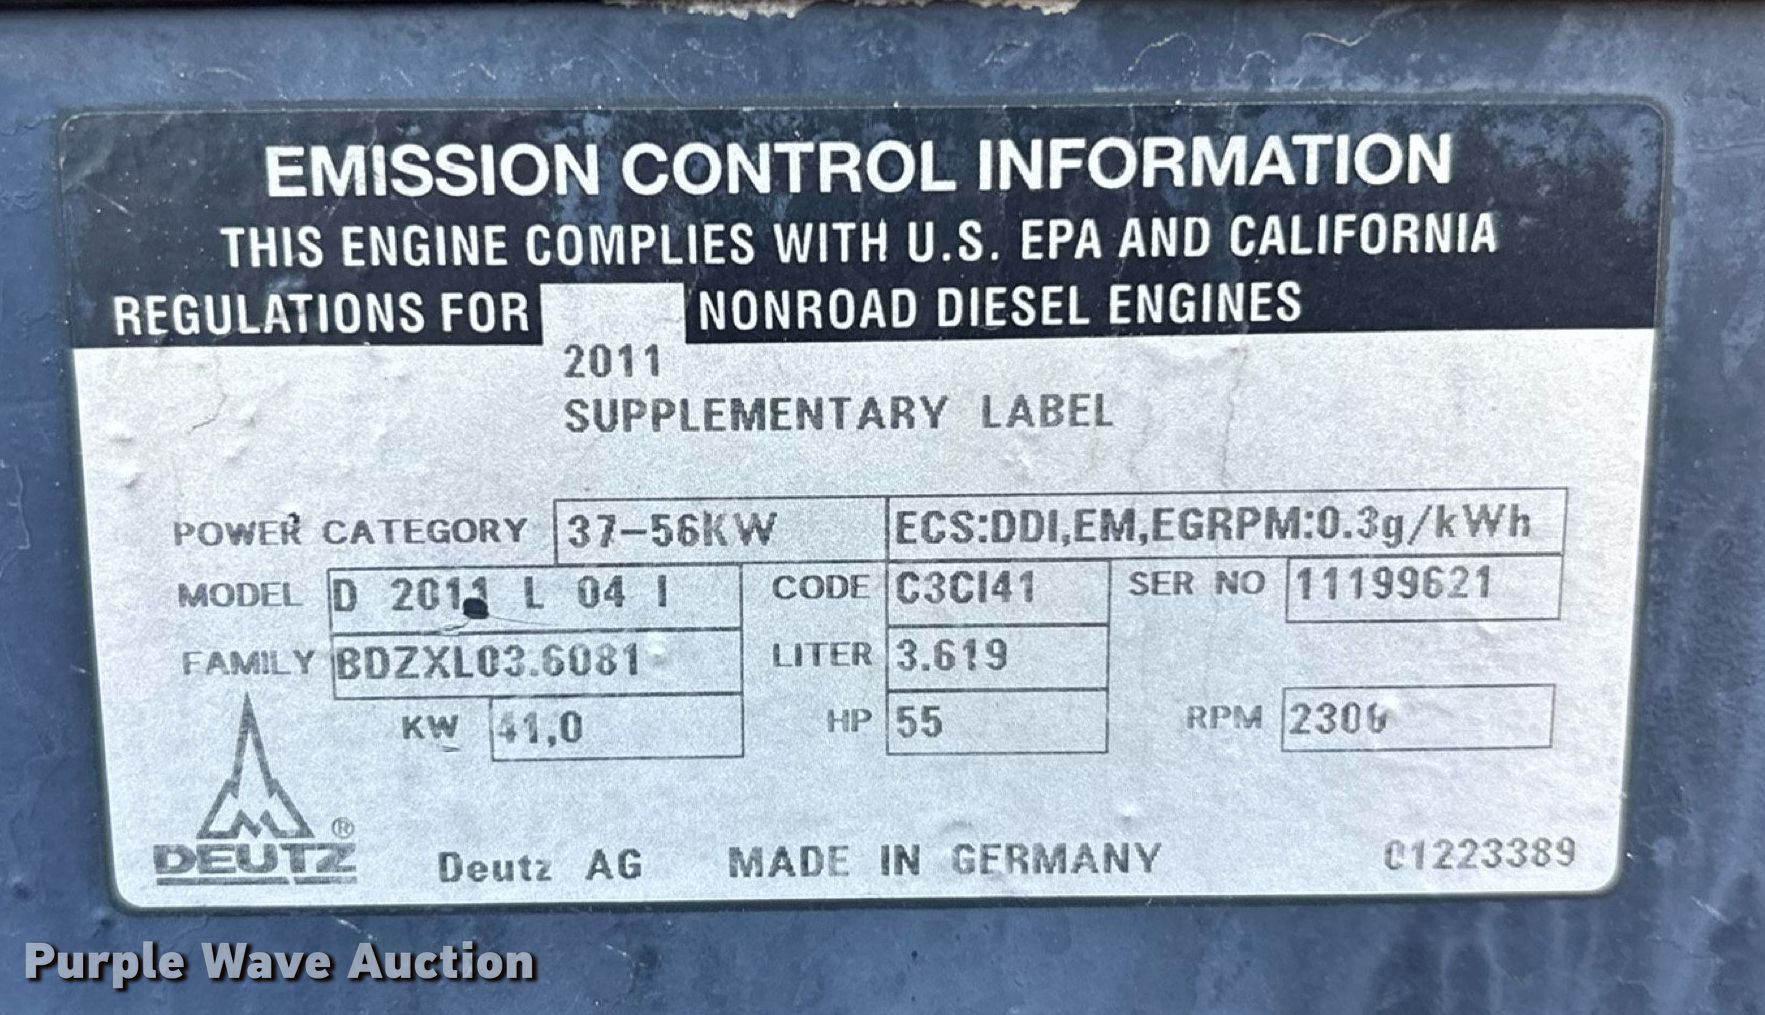 EMISSION CONTROL INFORMATION
THIS ENGINE COMPLIES WITH U.S. EPA AND CALIFORNIA
REGULATIONS FOR NONROAD DIESEL ENGINES
2011
SUPPLEMENTARY LABEL
POWER CATEGORY 37-56KW ECS:DDI,EM,EGRPM:0.3g/kWh
MODEL D 2011 L 04 I CODE C3CI41 SER NO 11199621
FAMILY BDZXL03.6081 LITER 3.619
KW 41,0 HP 55 RPM 2300
DEUTZ ® Deutz AG MADE IN GERMANY 01223389
Purple Wave Auction